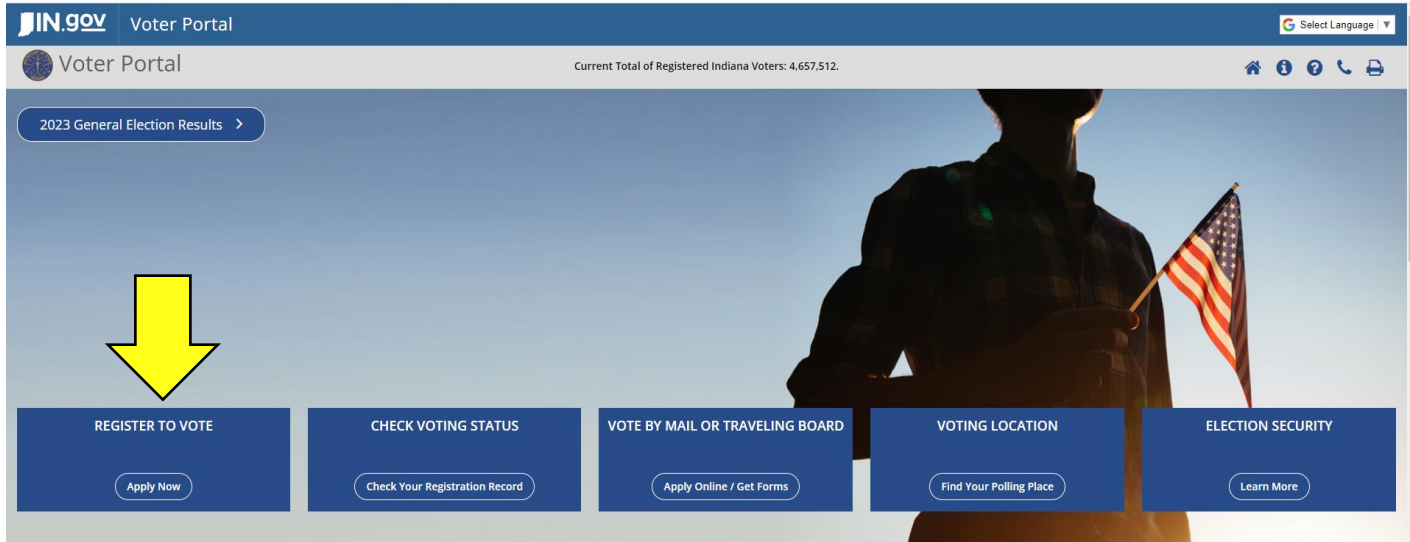 IN.gov Voter Portal
Select Language ▼
Voter Portal
Current Total of Registered Indiana Voters: 4,657,512.
2023 General Election Results >
REGISTER TO VOTE
Apply Now
CHECK VOTING STATUS
Check Your Registration Record
VOTE BY MAIL OR TRAVELING BOARD
Apply Online / Get Forms
VOTING LOCATION
Find Your Polling Place
ELECTION SECURITY
Learn More